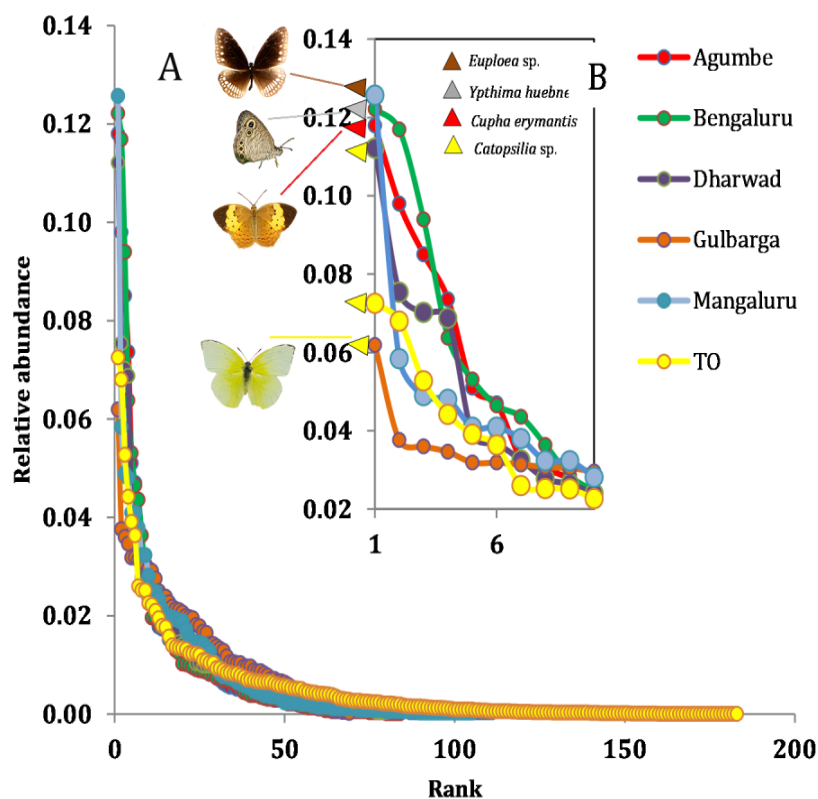 0.14
0.12
0.10
0.08
0.06
0.04
0.02
0.00
Relative abundance
0
50
100
150
200
Rank
A
B
0.14
0.12
0.10
0.08
0.06
0.04
0.02
1
6
Euploea sp.
Ypthima huebne
Cupha erymantis
Catopsilia sp.
Agumbe
Bengaluru
Dharwad
Gulbarga
Mangaluru
TO